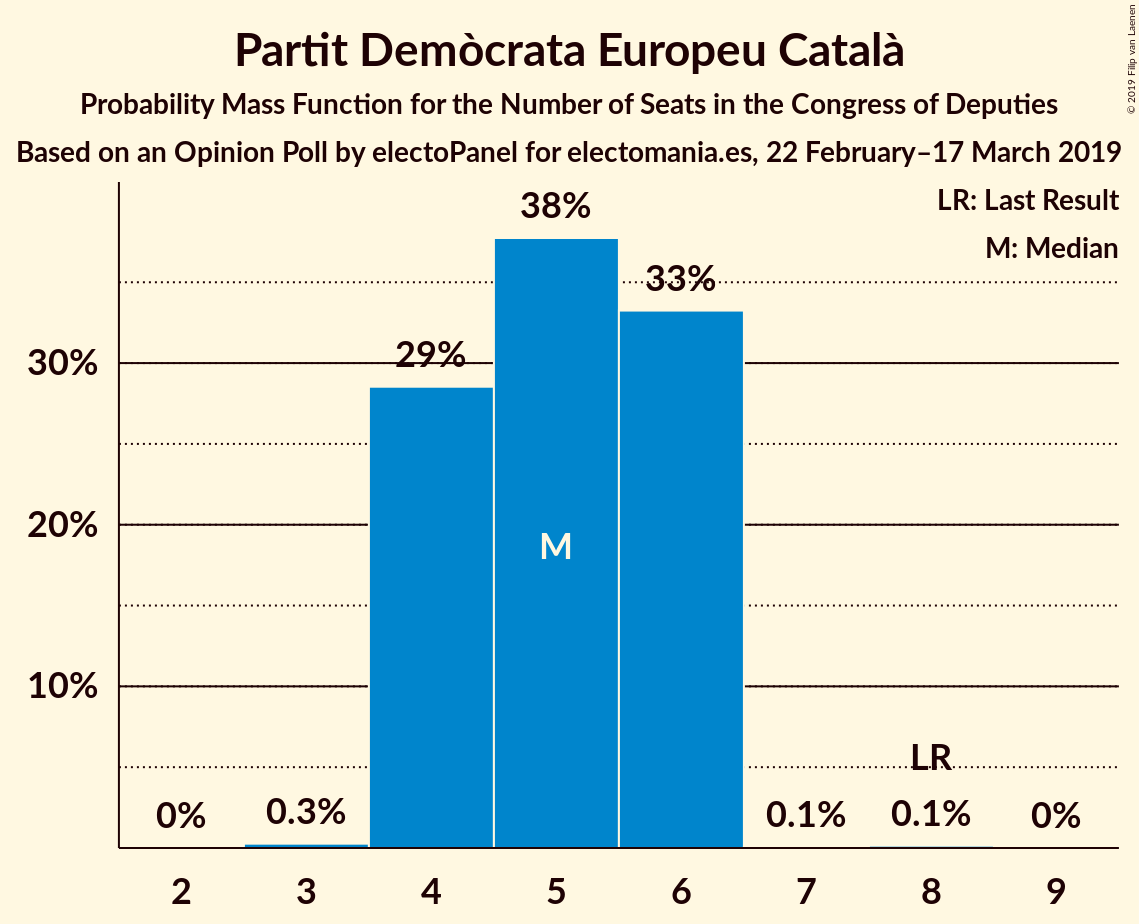 Partit Demòcrata Europeu Català
Probability Mass Function for the Number of Seats in the Congress of Deputies
Based on an Opinion Poll by electoPanel for electomania.es, 22 February–17 March 2019
© 2019 Filip van Laenen
LR: Last Result
M: Median
38%
33%
29%
30%
20%
M
10%
LR
0%
0.3%
0.1%
0.1%
0%
2 3 4 5 6 7 8 9